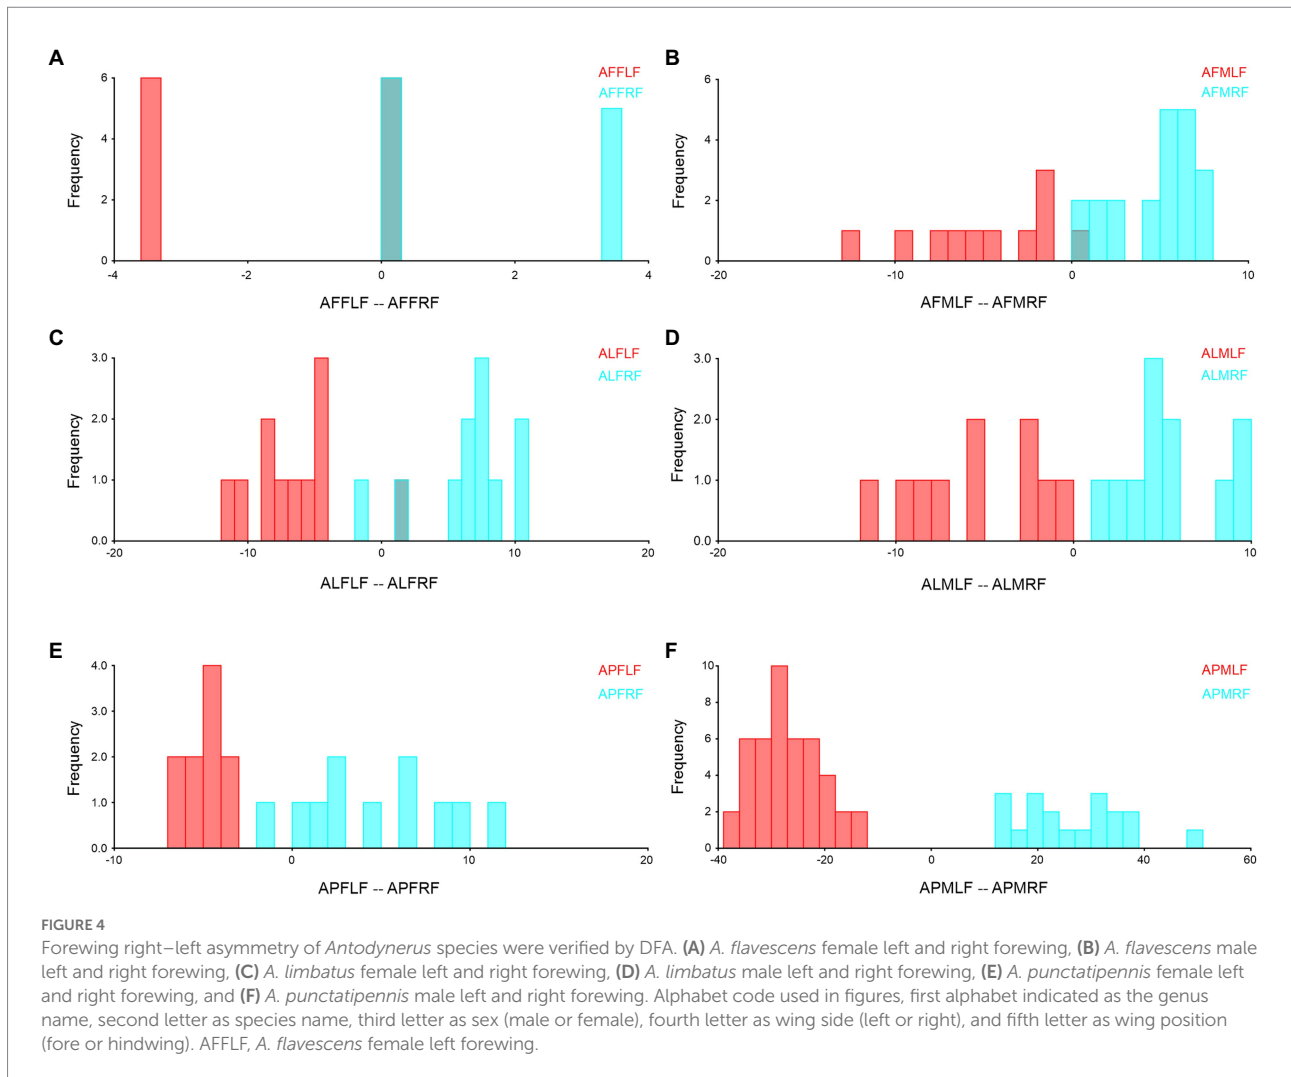 A
AFFLF
AFFRF
Frequency
6
4
2
0
-4
-2
0
2
4
AFFLF -- AFFRF
B
AFMLF
AFMRF
Frequency
6
4
2
0
-20
-10
0
10
AFMLF -- AFMRF
C
ALFLF
ALFRF
Frequency
3.0
2.0
1.0
0.0
-20
-10
0
10
20
ALFLF -- ALFRF
D
ALMLF
ALMRF
Frequency
3.0
2.0
1.0
0.0
-20
-10
0
10
ALMLF -- ALMRF
E
APFLF
APFRF
Frequency
4.0
3.0
2.0
1.0
0.0
-10
0
10
20
APFLF -- APFRF
F
APMLF
APMRF
Frequency
10
8
6
4
2
0
-40
-20
0
20
40
60
APMLF -- APMRF
FIGURE 4
Forewing right–left asymmetry of Antodynerus species were verified by DFA. (A) A. flavescens female left and right forewing, (B) A. flavescens male
left and right forewing, (C) A. limbatus female left and right forewing, (D) A. limbatus male left and right forewing, (E) A. punctatipennis female left
and right forewing, and (F) A. punctatipennis male left and right forewing. Alphabet code used in figures, first alphabet indicated as the genus
name, second letter as species name, third letter as sex (male or female), fourth letter as wing side (left or right), and fifth letter as wing position
(fore or hindwing). AFFLF, A. flavescens female left forewing.